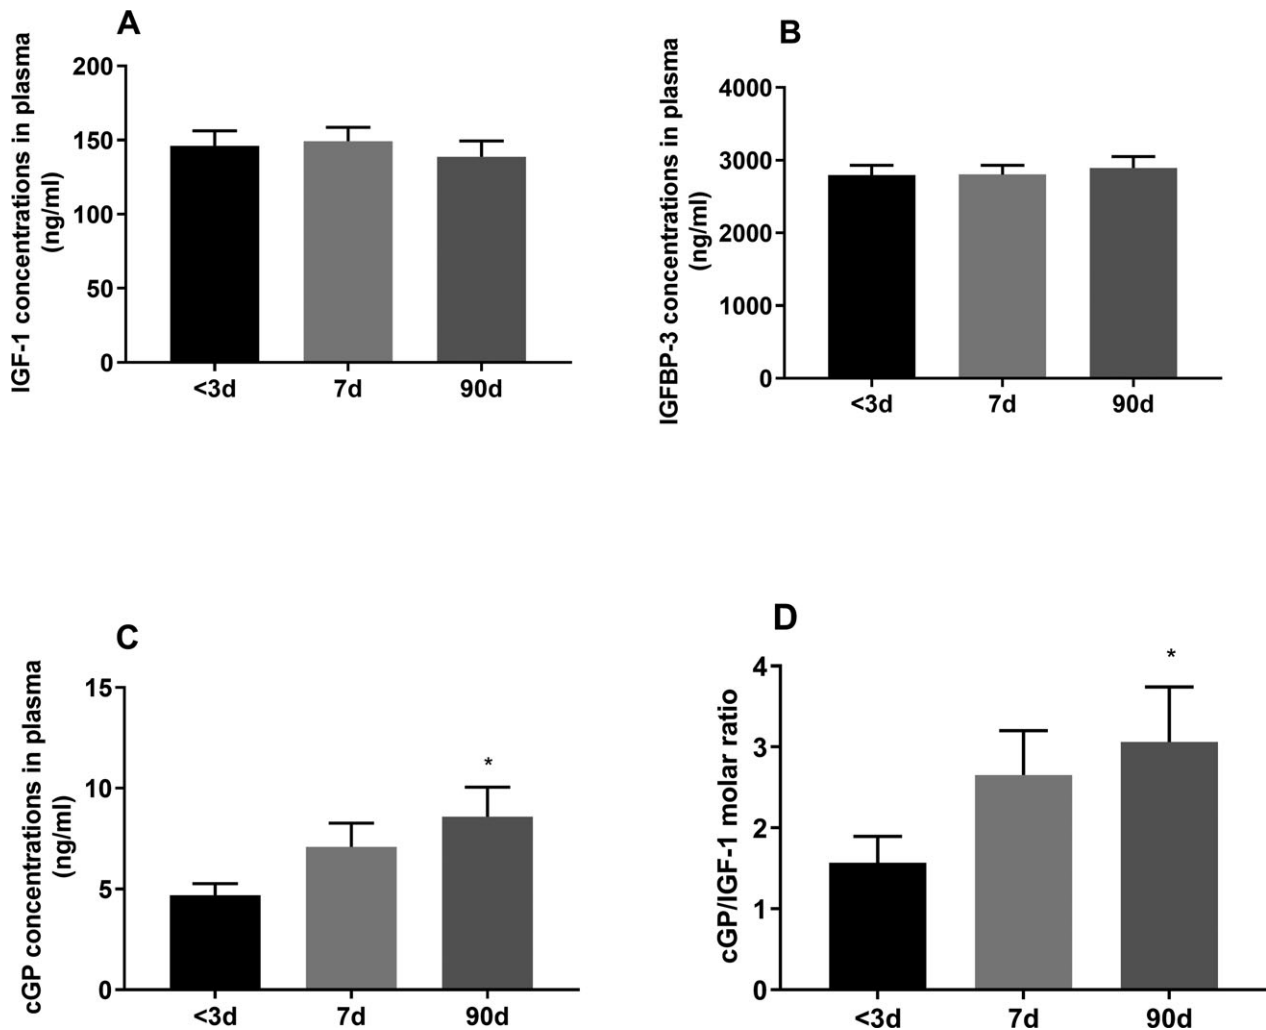 A
IGF-1 concentrations in plasma
(ng/ml)
200
150
100
50
0
<3d 7d 90d
B
IGFBP-3 concentrations in plasma
(ng/ml)
4000
3000
2000
1000
0
<3d 7d 90d
C
cGP concentrations in plasma
(ng/ml)
15
10
5
0
*
<3d 7d 90d
D
cGP/IGF-1 molar ratio
4
3
2
1
0
*
<3d 7d 90d